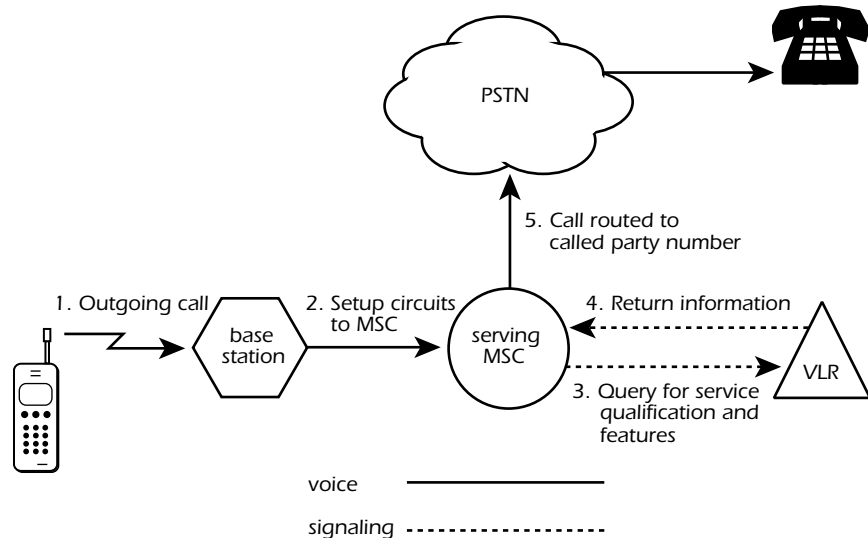 PSTN
5. Call routed to
called party number
1. Outgoing call
2. Setup circuits
to MSC
4. Return information
base
station
serving
MSC
VLR
3. Query for service
qualification and
features
voice
signaling